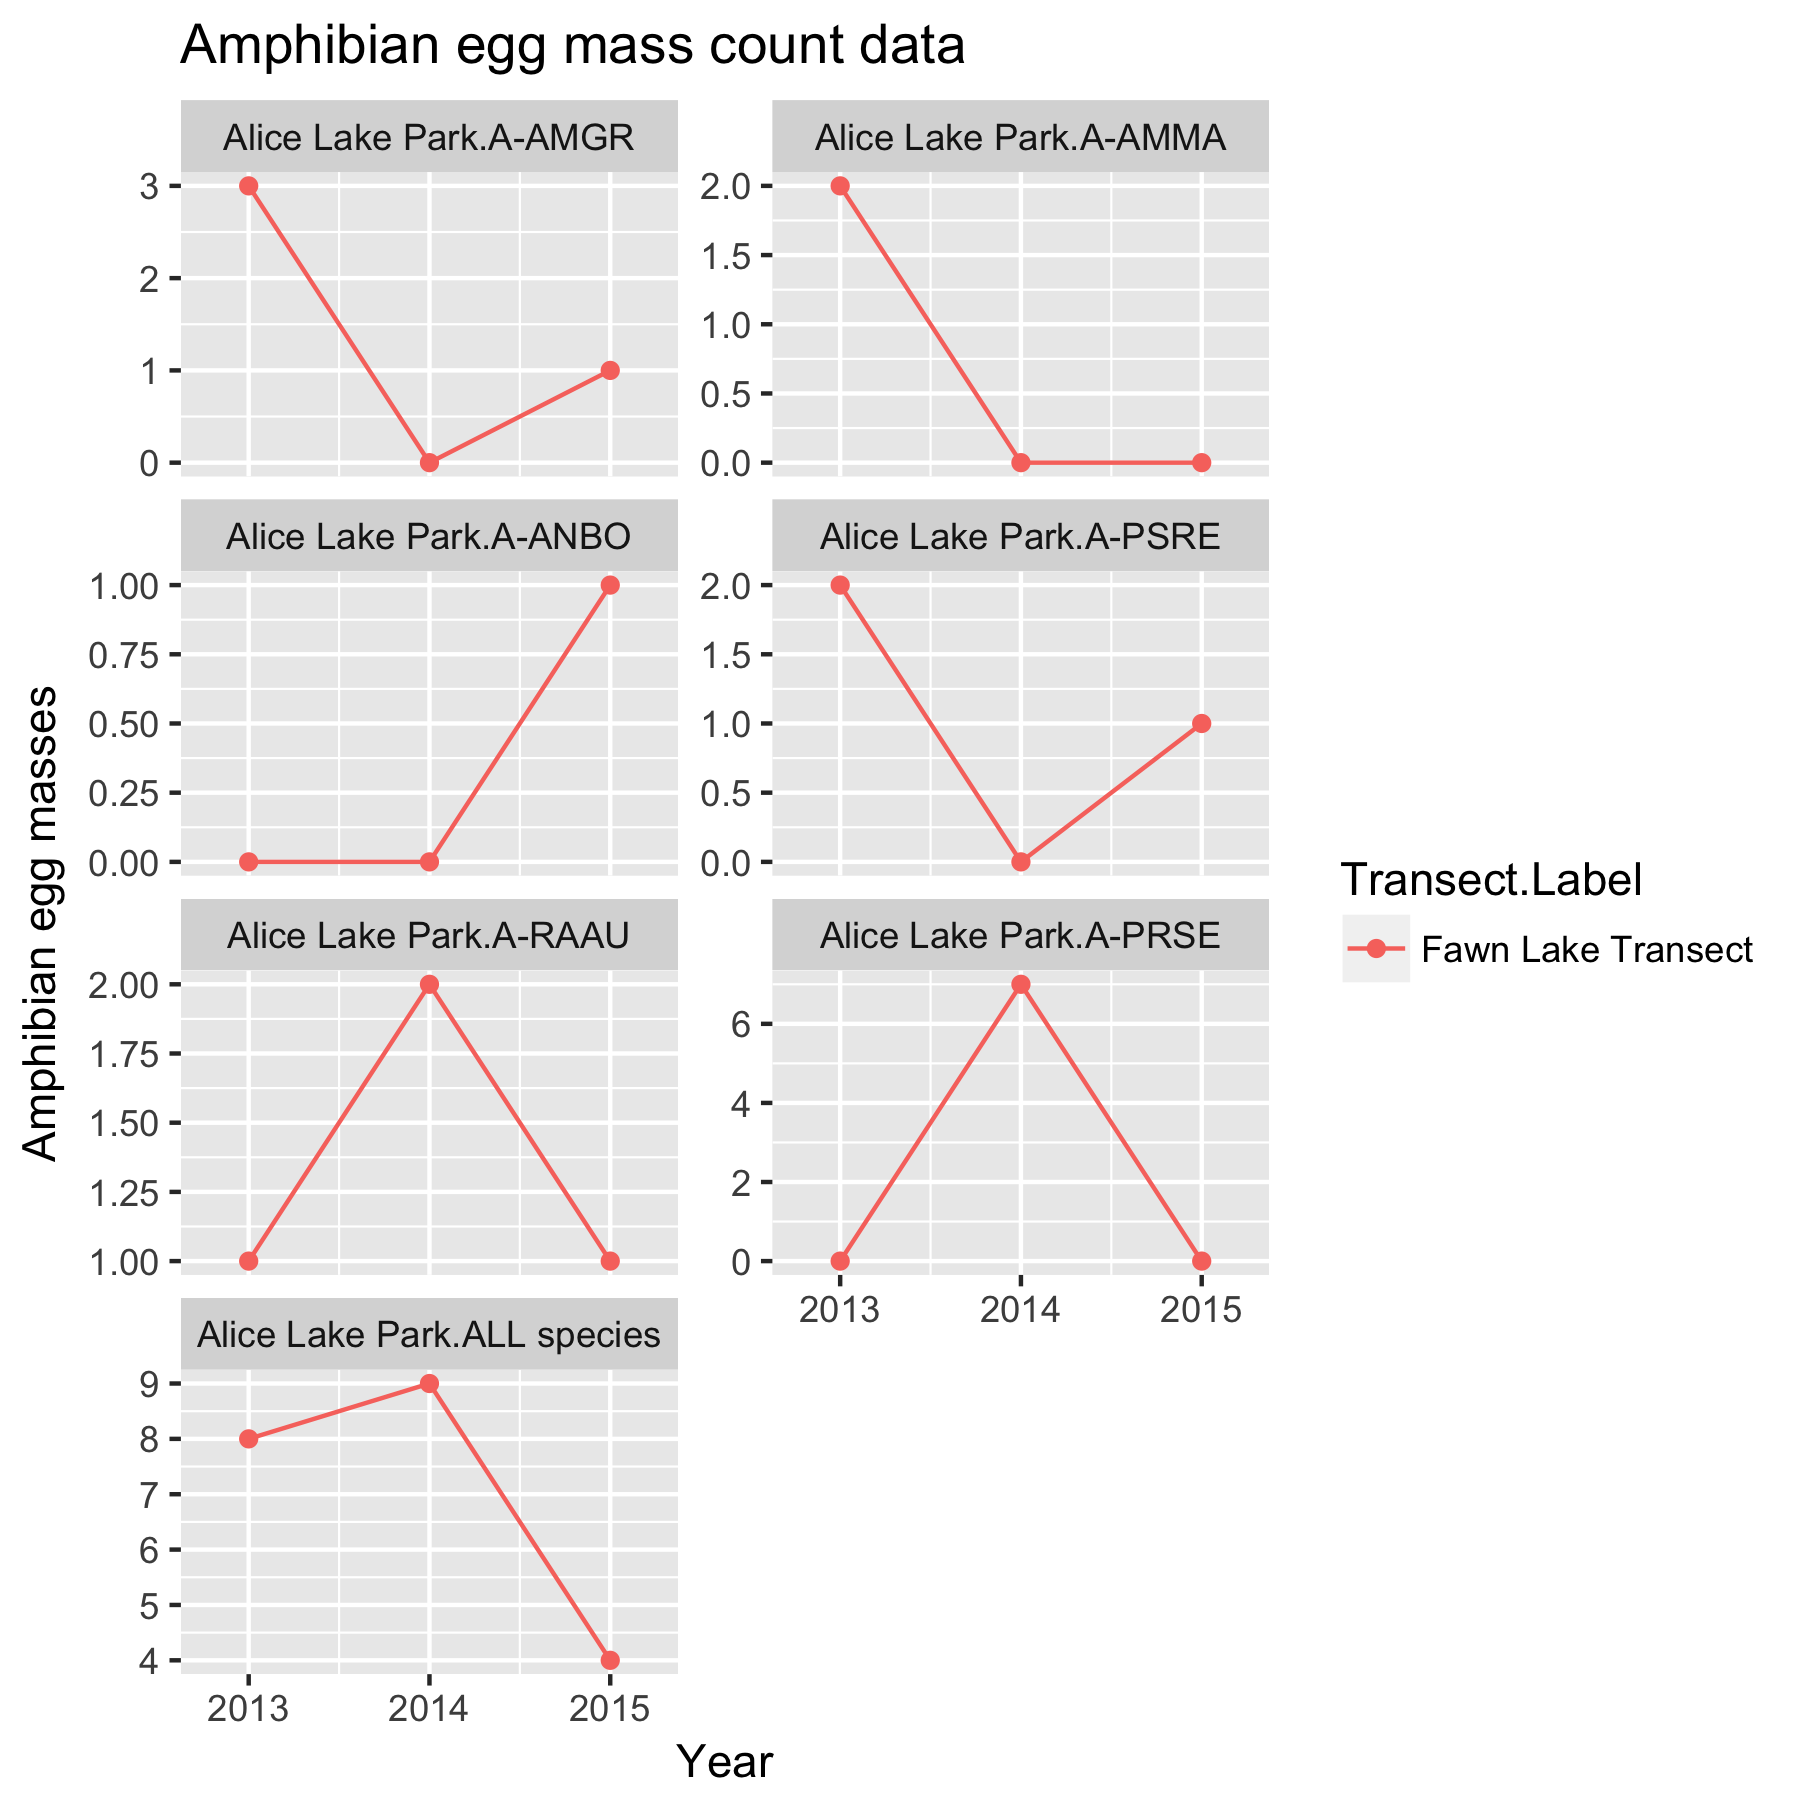 Amphibian egg mass count data
Alice Lake Park.A-AMGR
3
2
1
0
Alice Lake Park.A-AMMA
2.0
1.5
1.0
0.5
0.0
Alice Lake Park.A-ANBO
1.00
0.75
0.50
0.25
0.00
Alice Lake Park.A-PSRE
2.0
1.5
1.0
0.5
0.0
Alice Lake Park.A-RAAU
2.00
1.75
1.50
1.25
1.00
Alice Lake Park.A-PRSE
6
4
2
0
2013 2014 2015
Alice Lake Park.ALL species
9
8
7
6
5
4
2013 2014 2015
Year
Amphibian egg masses
Transect.Label
Fawn Lake Transect